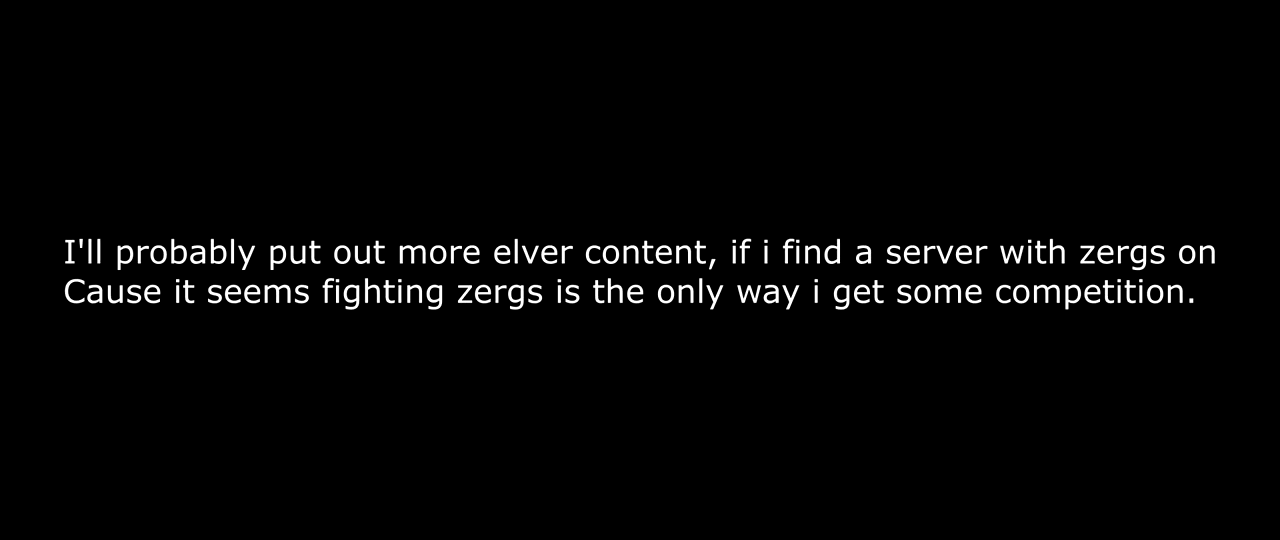 I'll probably put out more elver content, if i find a server with zergs on
Cause it seems fighting zergs is the only way i get some competition.